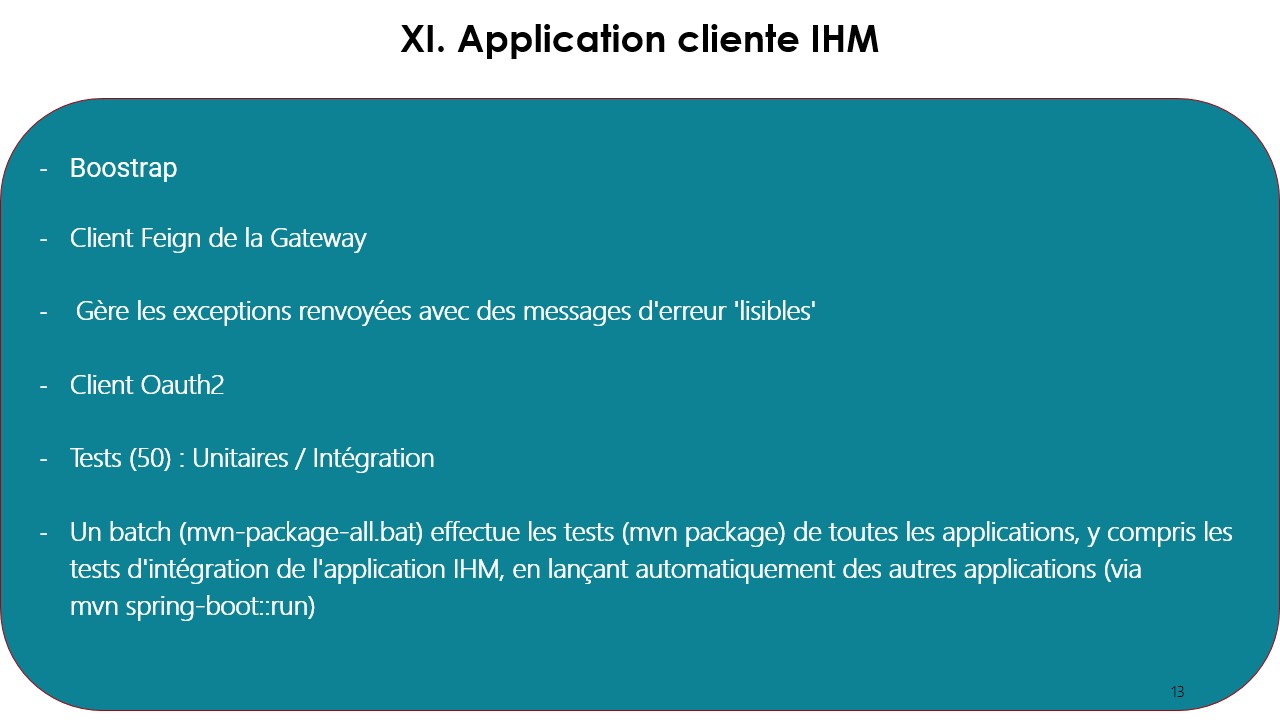 XI. Application cliente IHM
- Boostrap
- Client Feign de la Gateway
- Gère les exceptions renvoyées avec des messages d'erreur 'lisibles'
- Client Oauth2
- Tests (50) : Unitaires / Intégration
- Un batch (mvn-package-all.bat) effectue les tests (mvn package) de toutes les applications, y compris les
tests d'intégration de l'application IHM, en lançant automatiquement des autres applications (via
mvn spring-boot::run)
13